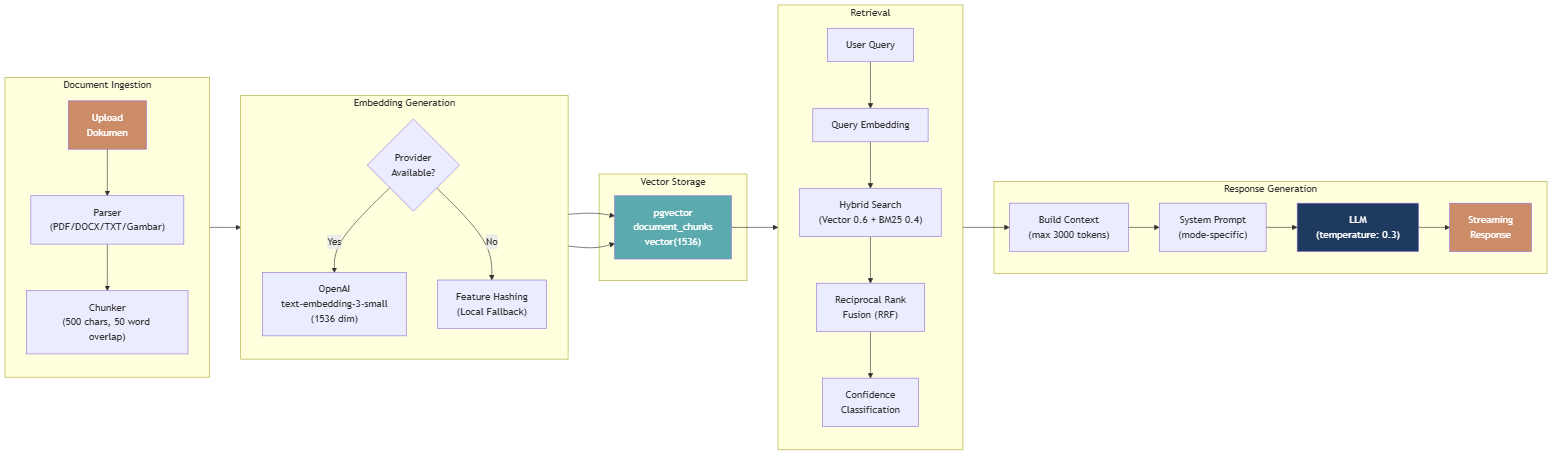 Document Ingestion
Upload
Dokumen
Parser
(PDF/DOCX/TXT/Gambar)
Chunker
(500 chars, 50 word
overlap)
Embedding Generation
Provider
Available?
Yes
No
OpenAI
text-embedding-3-small
(1536 dim)
Feature Hashing
(Local Fallback)
Vector Storage
pgvector
document_chunks
vector(1536)
Retrieval
User Query
Query Embedding
Hybrid Search
(Vector 0.6 + BM25 0.4)
Reciprocal Rank
Fusion (RRF)
Confidence
Classification
Response Generation
Build Context
(max 3000 tokens)
System Prompt
(mode-specific)
LLM
(temperature: 0.3)
Streaming
Response